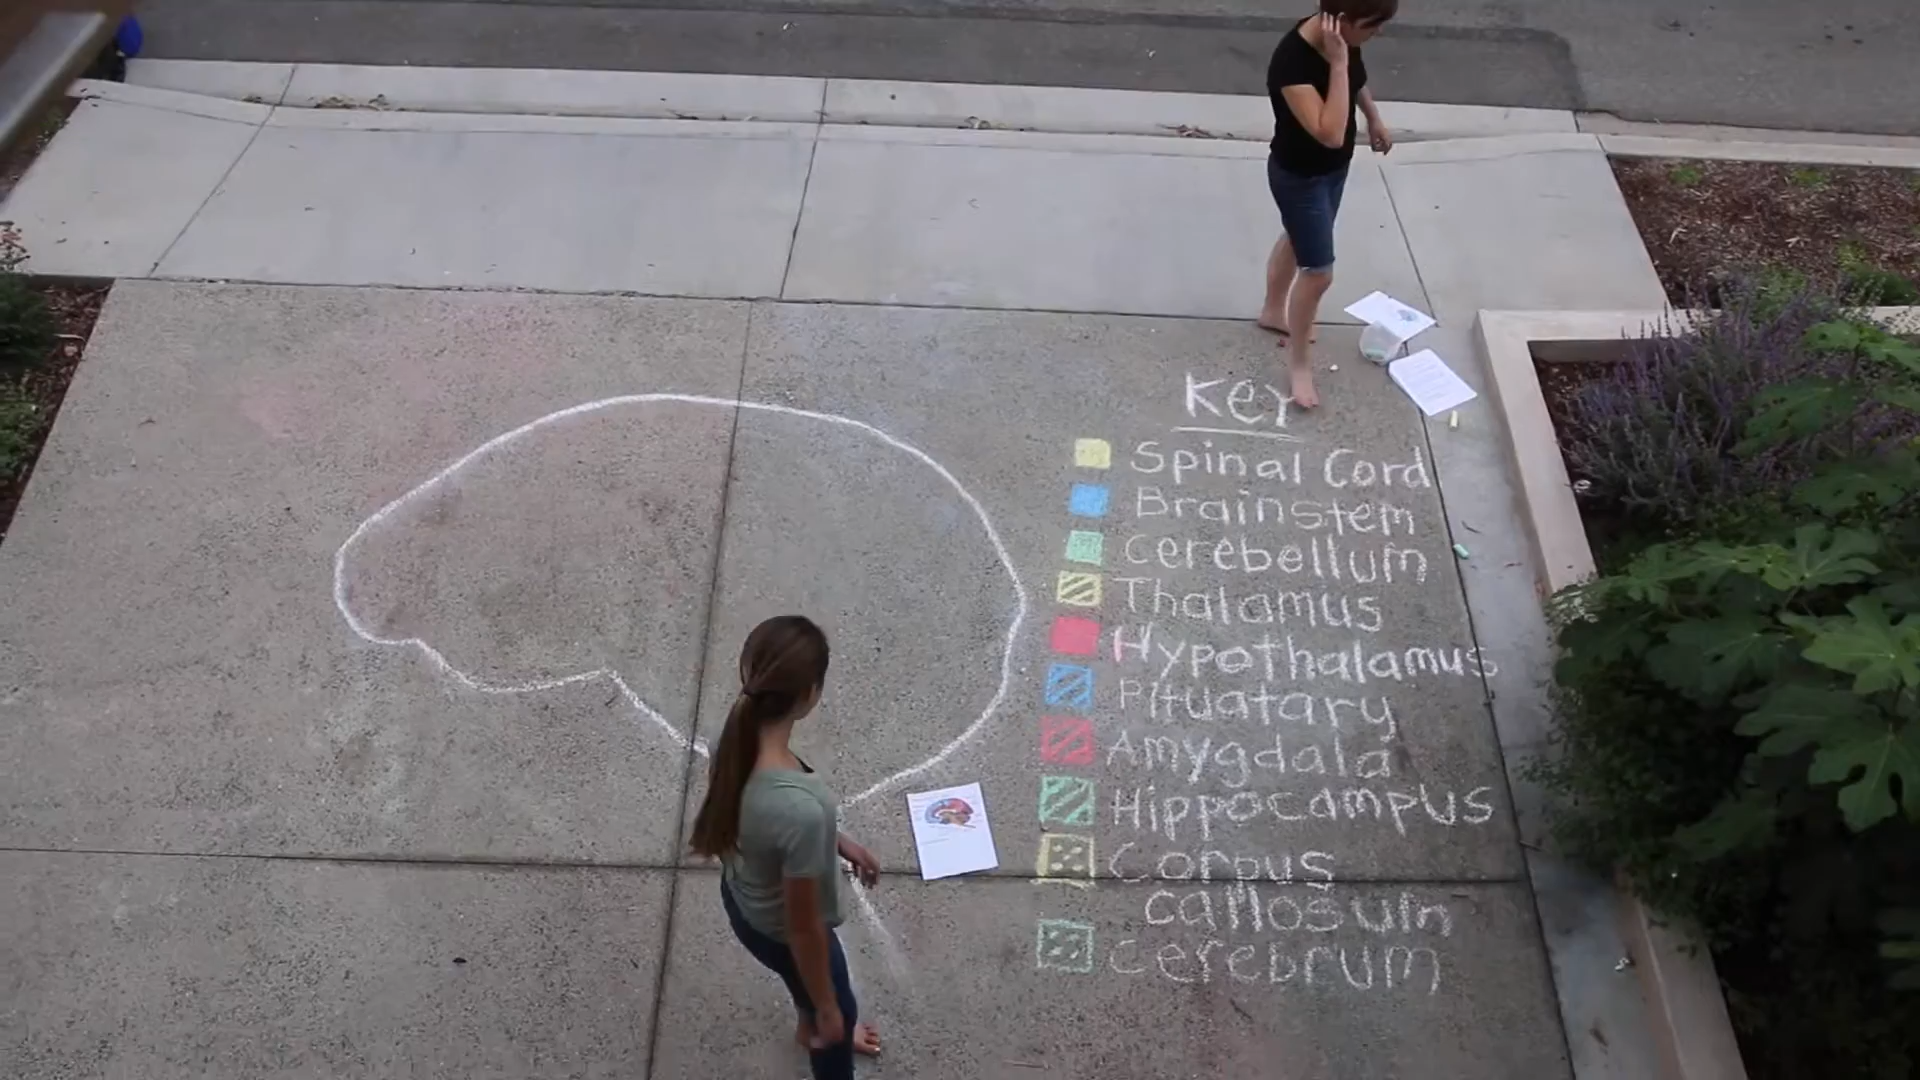 Key
Spinal Cord
Brainstem
Cerebellum
Thalamus
Hypothalamus
Pituatary
Amygdala
Hippocampus
Corpus
callosum
cerebrum